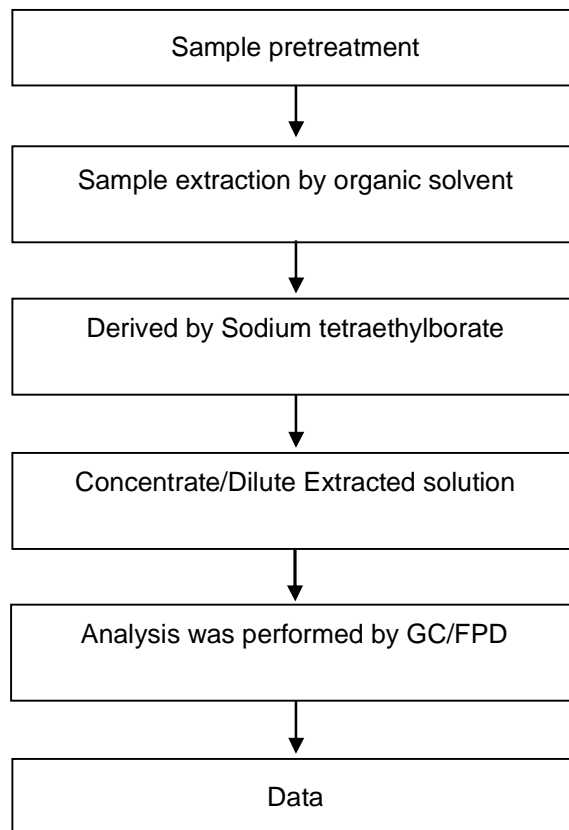 Sample pretreatment
Sample extraction by organic solvent
Derived by Sodium tetraethylborate
Concentrate/Dilute Extracted solution
Analysis was performed by GC/FPD
Data